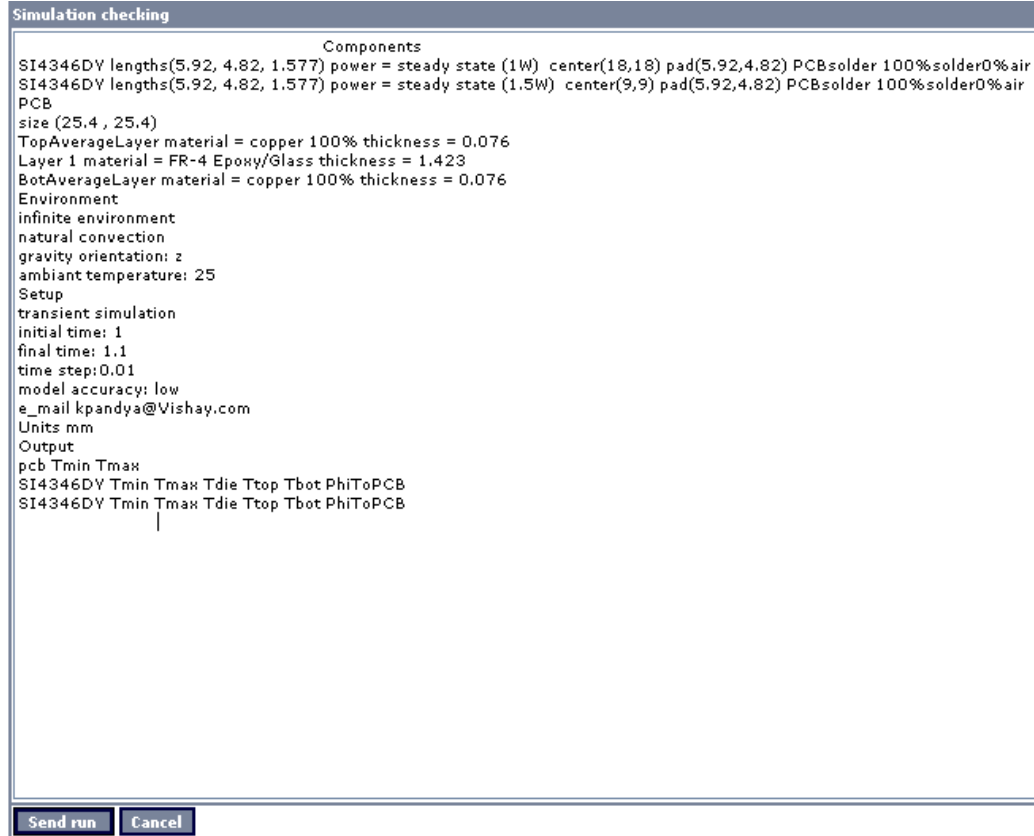 Simulation checking
Components
SI4346DY lengths(5.92, 4.82, 1.577) power = steady state (1W)  center(18,18) pad(5.92,4.82) PCBsolder 100%solder0%air
SI4346DY lengths(5.92, 4.82, 1.577) power = steady state (1.5W)  center(9,9) pad(5.92,4.82) PCBsolder 100%solder0%air
PCB
size (25.4 , 25.4)
TopAverageLayer material = copper 100% thickness = 0.076
Layer 1 material = FR-4 Epoxy/Glass thickness = 1.423
BotAverageLayer material = copper 100% thickness = 0.076
Environment
infinite environment
natural convection
gravity orientation: z
ambiant temperature: 25
Setup
transient simulation
initial time: 1
final time: 1.1
time step:0.01
model accuracy: low
e_mail kpandya@Vishay.com
Units mm
Output
pcb Tmin Tmax
SI4346DY Tmin Tmax Tdie Ttop Tbot PhiToPCB
SI4346DY Tmin Tmax Tdie Ttop Tbot PhiToPCB
Send run
Cancel